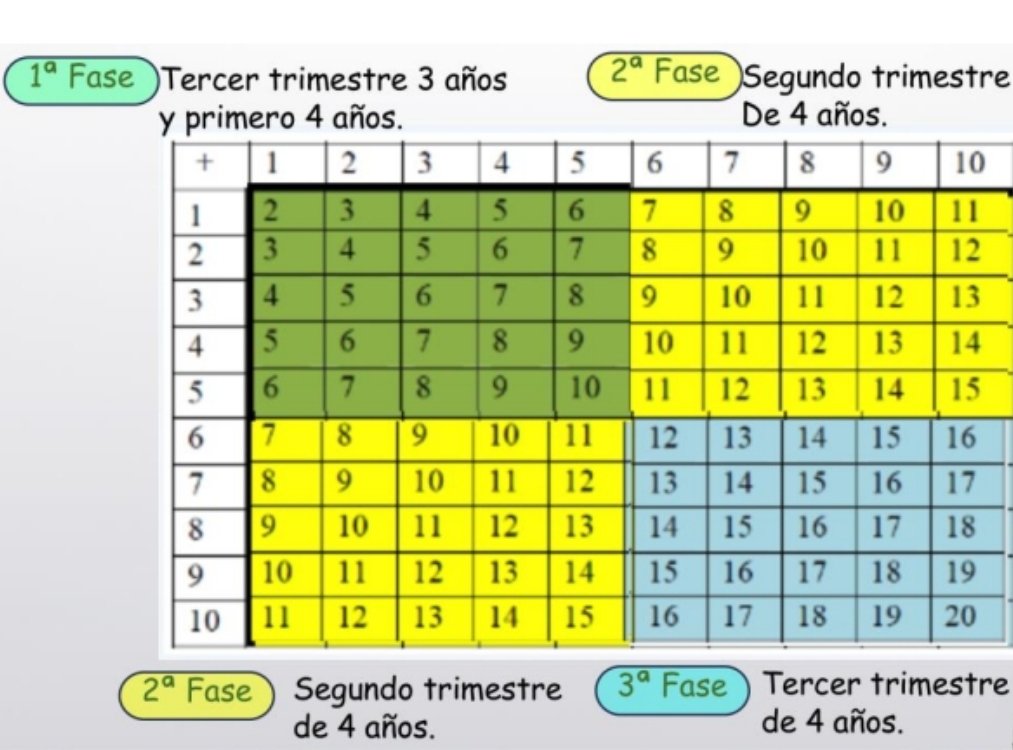 1ª Fase Tercer trimestre 3 años
y primero 4 años.
2ª Fase Segundo trimestre
De 4 años.
+ 1 2 3 4 5 6 7 8 9 10
1 2 3 4 5 6 7 8 9 10 11
2 3 4 5 6 7 8 9 10 11 12
3 4 5 6 7 8 9 10 11 12 13
4 5 6 7 8 9 10 11 12 13 14
5 6 7 8 9 10 11 12 13 14 15
6 7 8 9 10 11 12 13 14 15 16
7 8 9 10 11 12 13 14 15 16 17
8 9 10 11 12 13 14 15 16 17 18
9 10 11 12 13 14 15 16 17 18 19
10 11 12 13 14 15 16 17 18 19 20
2ª Fase Segundo trimestre
de 4 años.
3ª Fase Tercer trimestre
de 4 años.